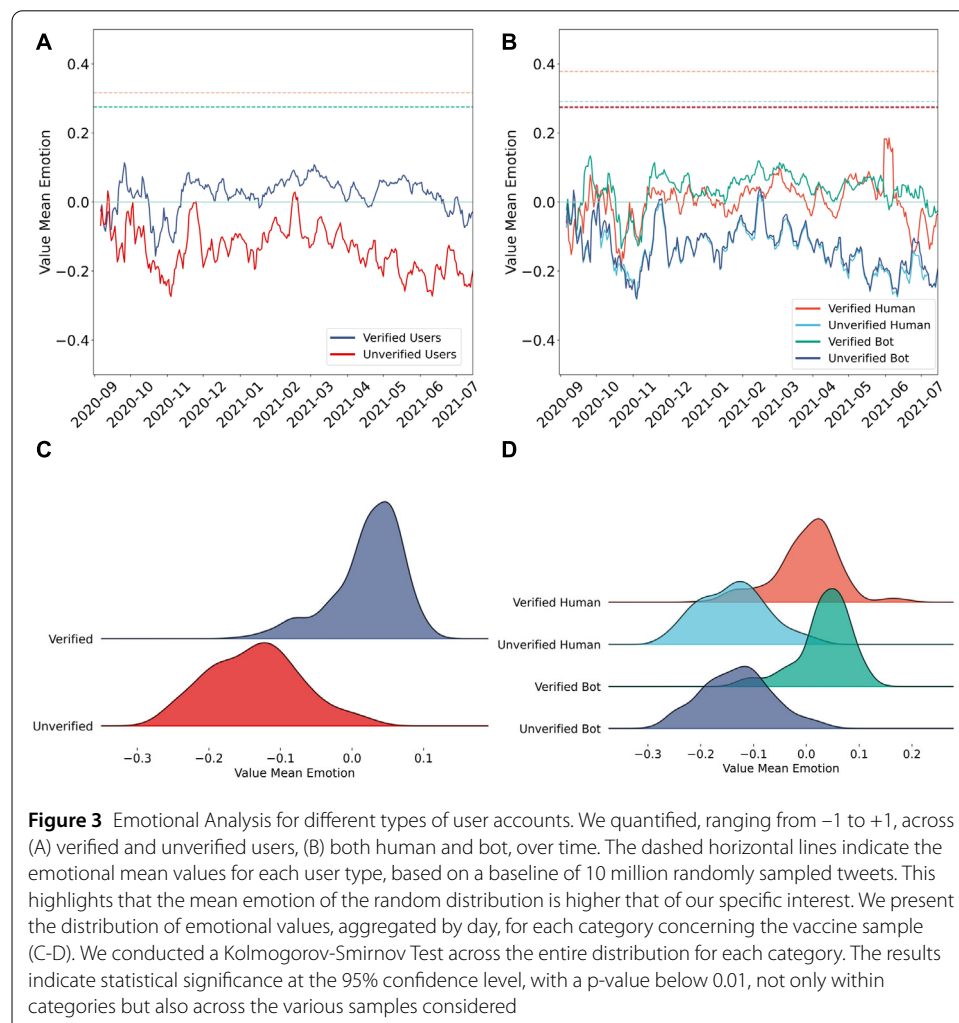 A
B
Value Mean Emotion
0.4
0.2
0.0
−0.2
−0.4
Verified Users
Unverified Users
2020-09
2020-10
2020-11
2020-12
2021-01
2021-02
2021-03
2021-04
2021-05
2021-06
2021-07
Value Mean Emotion
0.4
0.2
0.0
−0.2
−0.4
Verified Human
Unverified Human
Verified Bot
Unverified Bot
2020-09
2020-10
2020-11
2020-12
2021-01
2021-02
2021-03
2021-04
2021-05
2021-06
2021-07
C
D
Verified
Unverified
−0.3
−0.2
−0.1
0.0
0.1
Value Mean Emotion
Verified Human
Unverified Human
Verified Bot
Unverified Bot
−0.3
−0.2
−0.1
0.0
0.1
0.2
Value Mean Emotion
Figure 3 Emotional Analysis for different types of user accounts. We quantified, ranging from −1 to +1, across
(A) verified and unverified users, (B) both human and bot, over time. The dashed horizontal lines indicate the
emotional mean values for each user type, based on a baseline of 10 million randomly sampled tweets. This
highlights that the mean emotion of the random distribution is higher that of our specific interest. We present
the distribution of emotional values, aggregated by day, for each category concerning the vaccine sample
(C-D). We conducted a Kolmogorov-Smirnov Test across the entire distribution for each category. The results
indicate statistical significance at the 95% confidence level, with a p-value below 0.01, not only within
categories but also across the various samples considered